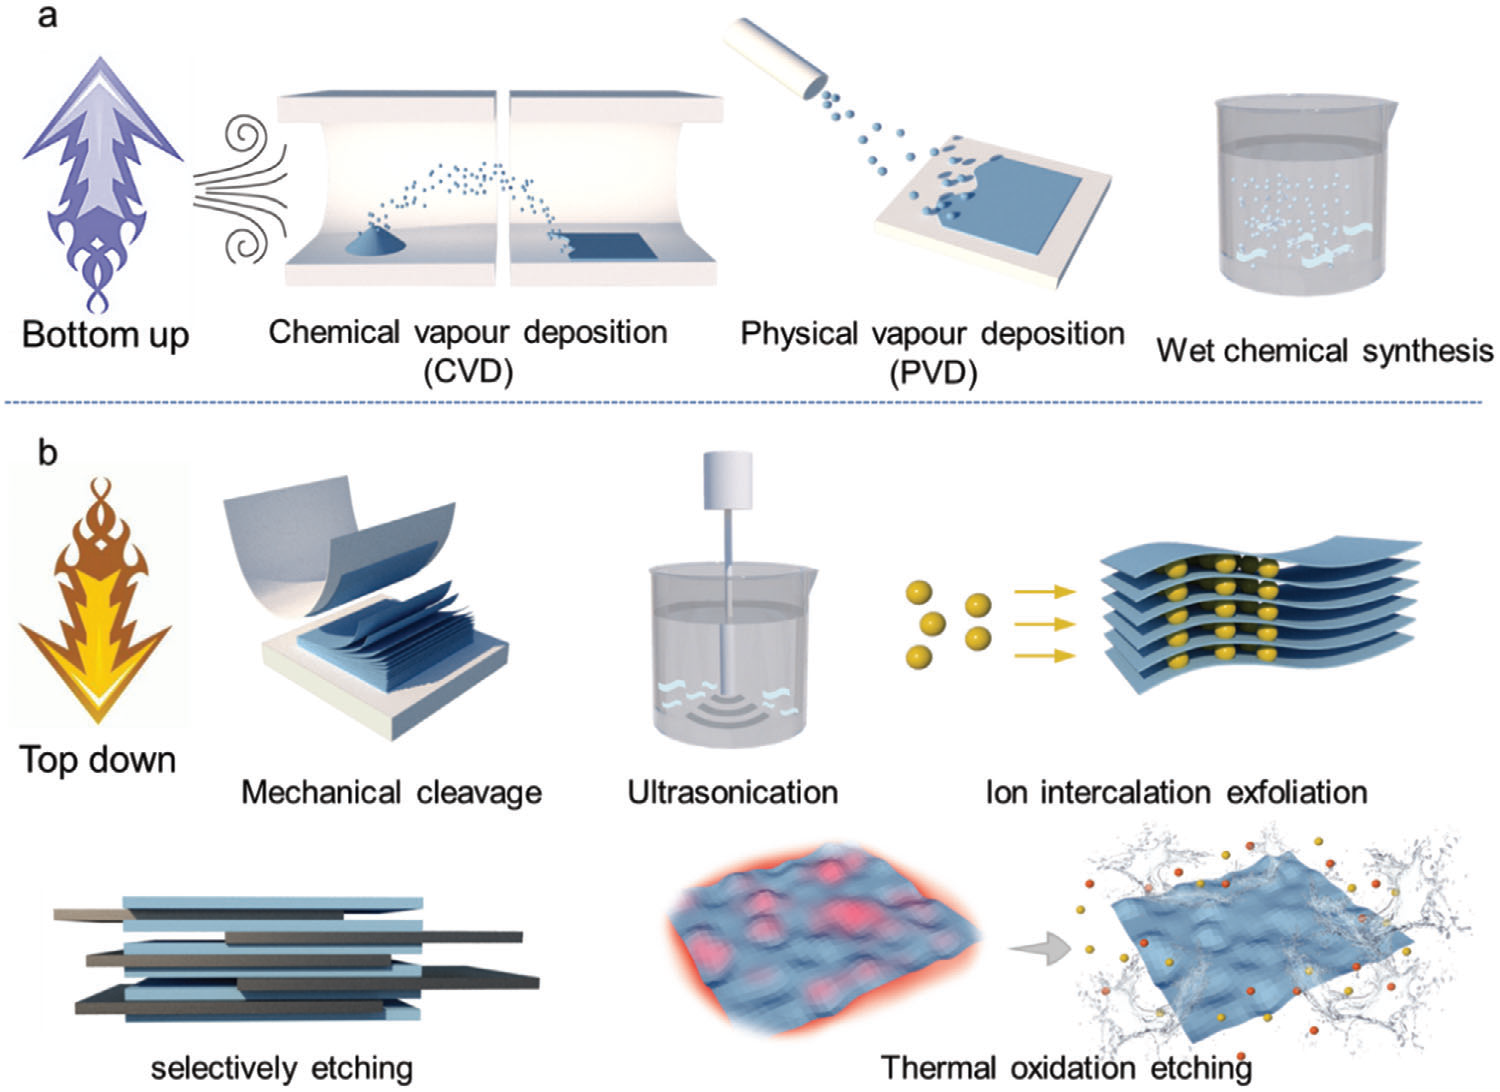 a
Bottom up
Chemical vapour deposition
(CVD)
Physical vapour deposition
(PVD)
Wet chemical synthesis
b
Top down
Mechanical cleavage
Ultrasonication
Ion intercalation exfoliation
selectively etching
Thermal oxidation etching